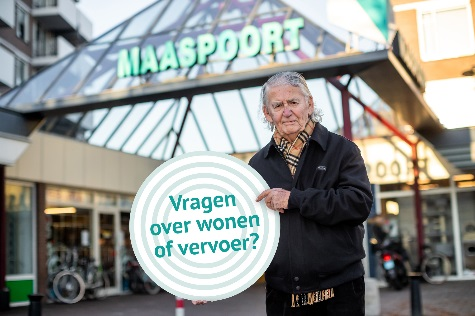 MAASPOORT
Vragen
over wonen
of vervoer?